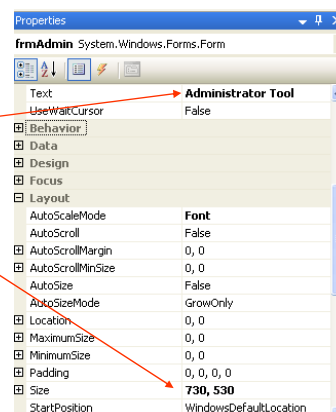 Properties
frmAdmin System.Windows.Forms.Form
Text Administrator Tool
UseWaitCursor False
Behavior
Data
Design
Focus
Layout
AutoScaleMode Font
AutoScroll False
AutoScrollMargin 0, 0
AutoScrollMinSize 0, 0
AutoSize False
AutoSizeMode GrowOnly
Location 0, 0
MaximumSize 0, 0
MinimumSize 0, 0
Padding 0, 0, 0, 0
Size 730, 530
StartPosition WindowsDefaultLocation